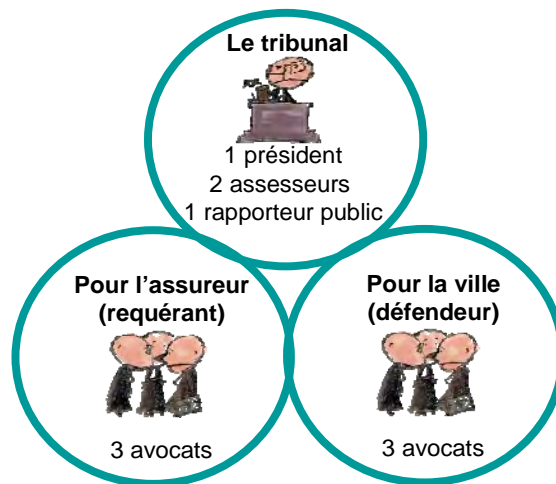 Le tribunal
1 président
2 assesseurs
1 rapporteur public
Pour l'assureur
(requérant)
3 avocats
Pour la ville
(défendeur)
3 avocats